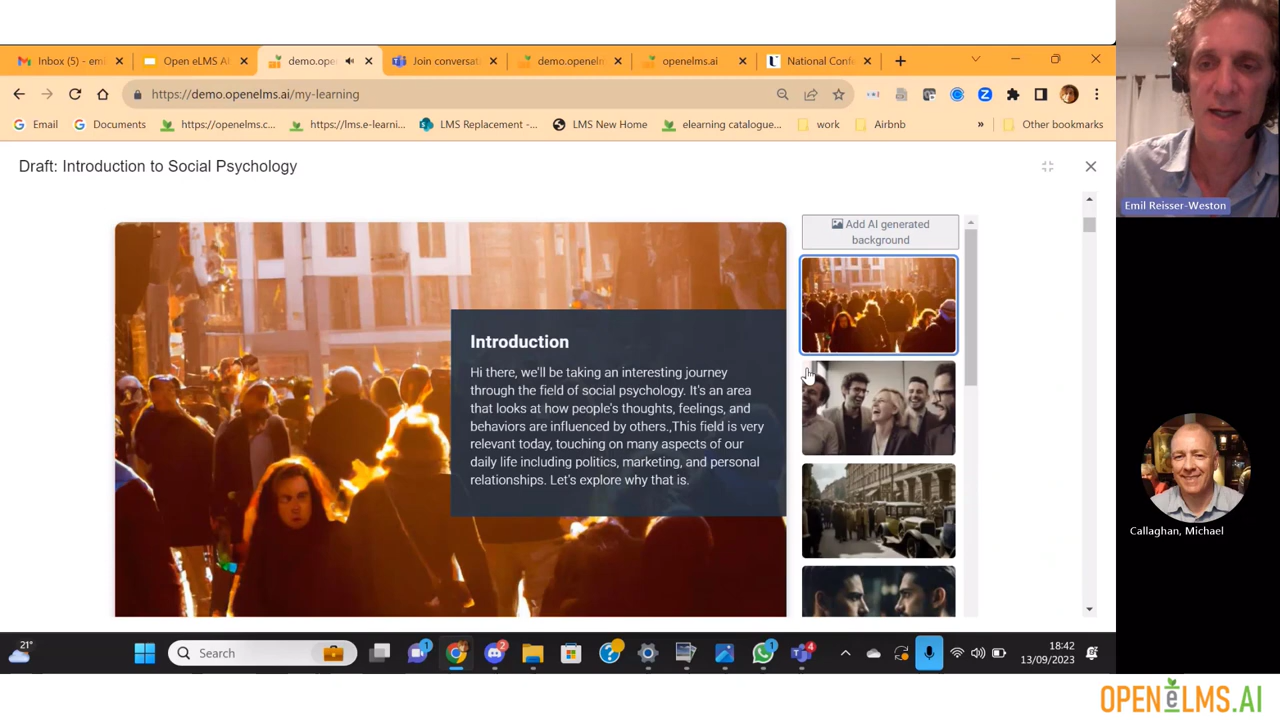 Inbox (5) - emi
Open eLMS AI
demo.ope
Join conversat
demo.openelm
openelms.ai
National Conf
https://demo.openelms.ai/my-learning
Email
Documents
https://openelms.c...
https://lms.e-learni...
LMS Replacement -...
LMS New Home
elearning catalogue...
work
Airbnb
»
Other bookmarks
Draft: Introduction to Social Psychology
Emil Reisser-Weston
Add AI generated
background
Introduction
Hi there, we'll be taking an interesting journey
through the field of social psychology. It's an area
that looks at how people's thoughts, feelings, and
behaviors are influenced by others.,This field is very
relevant today, touching on many aspects of our
daily life including politics, marketing, and personal
relationships. Let's explore why that is.
Callaghan, Michael
21°
Search
1
2
1
4
18:42
13/09/2023
OPENeLMS.AI